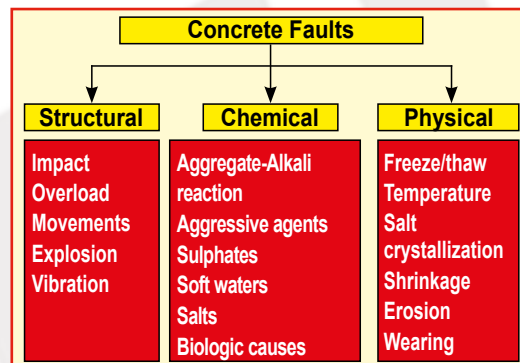 Concrete Faults
Structural
Impact
Overload
Movements
Explosion
Vibration
Chemical
Aggregate-Alkali
reaction
Aggressive agents
Sulphates
Soft waters
Salts
Biologic causes
Physical
Freeze/thaw
Temperature
Salt
crystallization
Shrinkage
Erosion
Wearing